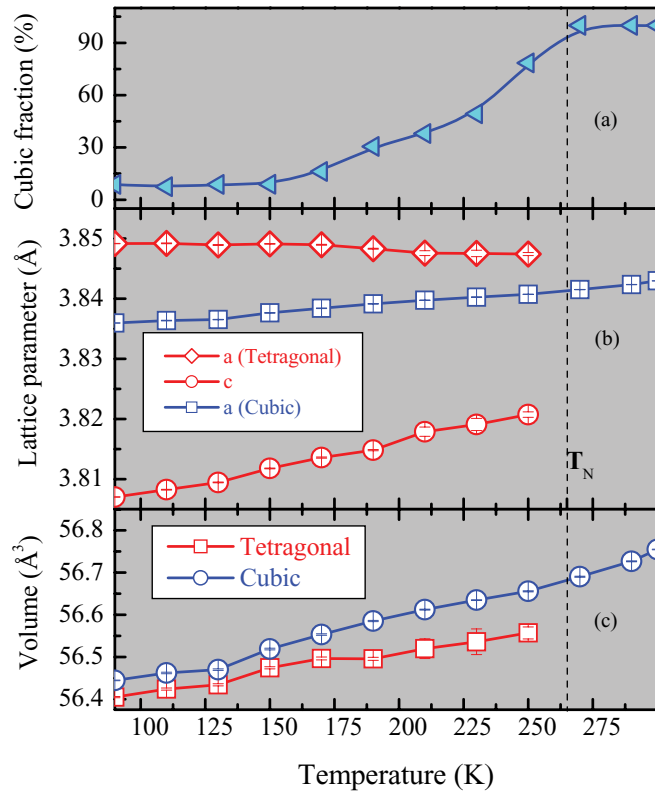 Cubic fraction (%)
90
60
30
0
(a)
Lattice parameter (Å)
3.85
3.84
3.83
3.82
3.81
a (Tetragonal)
c
a (Cubic)
(b)
T_N
Volume (Å³)
56.8
56.7
56.6
56.5
56.4
Tetragonal
Cubic
(c)
100 125 150 175 200 225 250 275
Temperature (K)